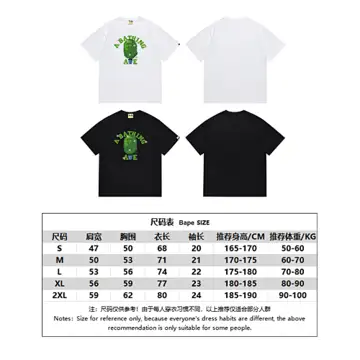 A BATHING
APE
A BATHING
APE
尺码表 Bape SIZE
尺码 肩宽 胸围 衣长 袖长 推荐身高/CM 推荐体重/KG
S 47 50 68 20 165-170 50-60
M 50 53 71 21 170-175 60-70
L 53 56 74 22 175-180 70-80
XL 56 59 77 23 180-185 80-90
2XL 59 62 80 24 185-190 90-100
尺码仅供参考!由于每人穿衣习惯不同,以上推荐仅适合部分人群
Notes: Size for reference only, because everyone's dress habits are different, the above
recommendation is only suitable for some people.